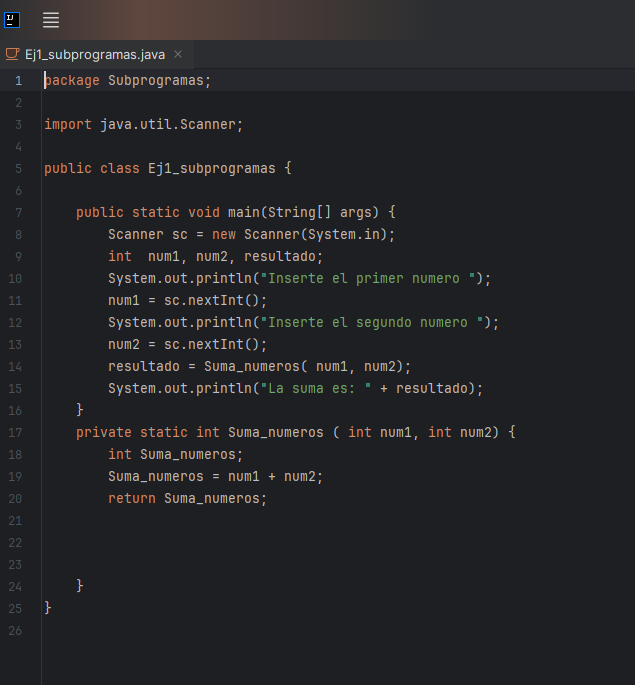 IJ
Ej1_subprogramas.java ×
1 package Subprogramas;
2
3 import java.util.Scanner;
4
5 public class Ej1_subprogramas {
6
7     public static void main(String[] args) {
8         Scanner sc = new Scanner(System.in);
9         int  num1, num2, resultado;
10         System.out.println("Inserte el primer numero ");
11         num1 = sc.nextInt();
12         System.out.println("Inserte el segundo numero ");
13         num2 = sc.nextInt();
14         resultado = Suma_numeros( num1, num2);
15         System.out.println("La suma es: " + resultado);
16     }
17     private static int Suma_numeros ( int num1, int num2) {
18         int Suma_numeros;
19         Suma_numeros = num1 + num2;
20         return Suma_numeros;
21
22
23
24     }
25 }
26